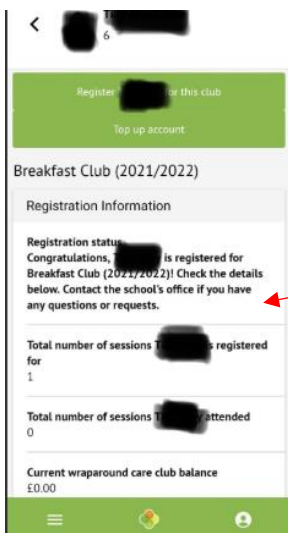 6
Register for this club
Top up account
Breakfast Club (2021/2022)
Registration Information
Registration status
Congratulations, is registered for
Breakfast Club (2021/2022)! Check the details
below. Contact the school's office if you have
any questions or requests.
Total number of sessions registered
for
1
Total number of sessions attended
0
Current wraparound care club balance
£0.00